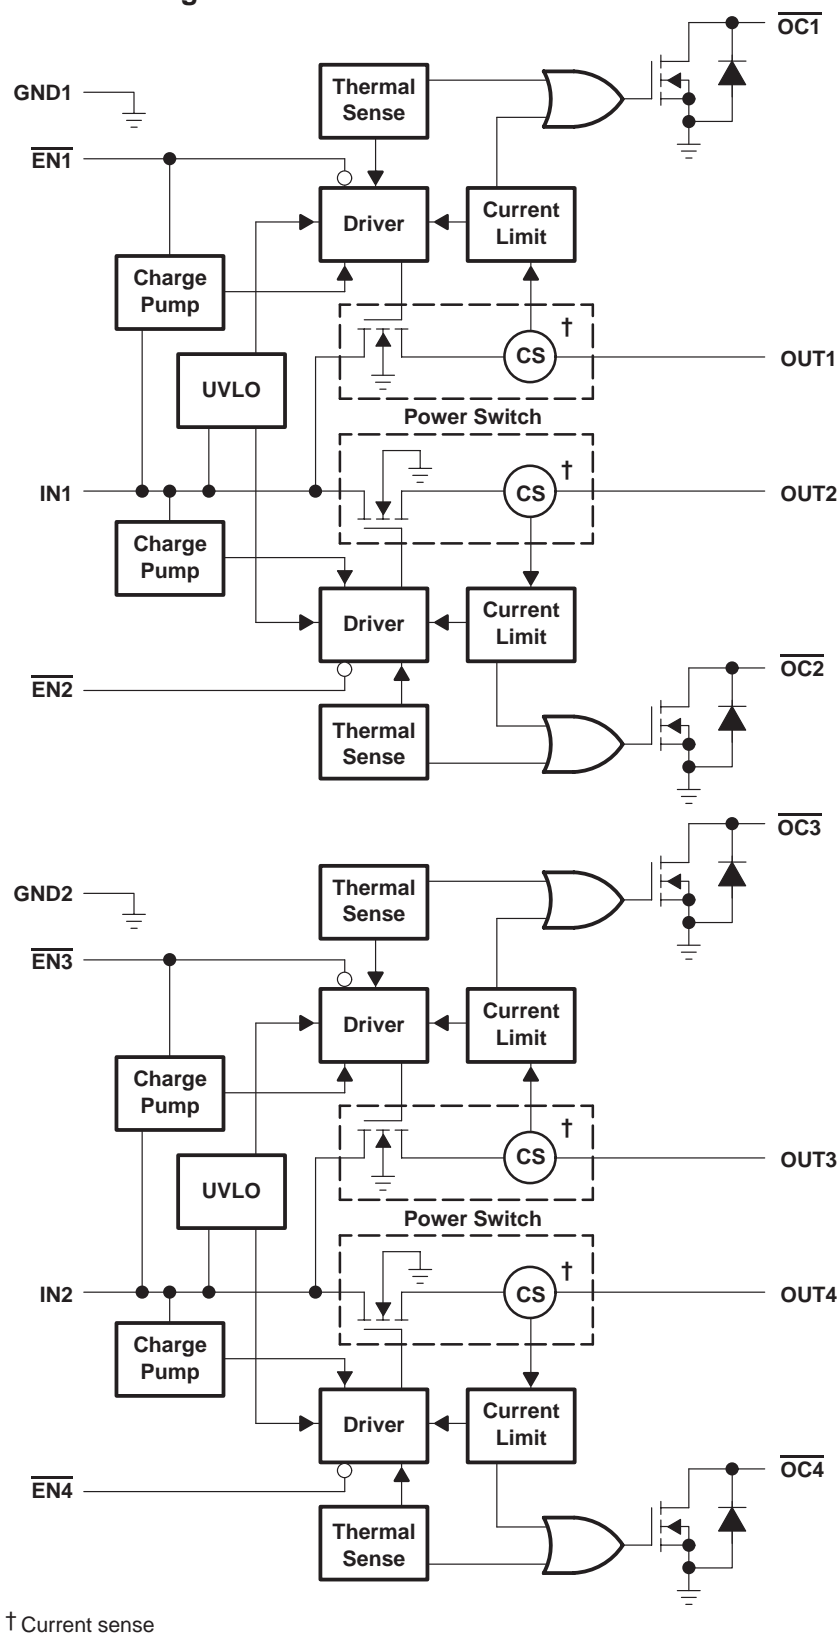 OC1
Thermal
Sense
GND1
EN1
Driver
Current
Limit
Charge
Pump
†
CS
OUT1
UVLO
Power Switch
†
IN1
CS
OUT2
Charge
Pump
Driver
Current
Limit
EN2
OC2
Thermal
Sense
OC3
Thermal
Sense
GND2
EN3
Driver
Current
Limit
Charge
Pump
†
CS
OUT3
UVLO
Power Switch
†
IN2
CS
OUT4
Charge
Pump
Driver
Current
Limit
EN4
OC4
Thermal
Sense
† Current sense